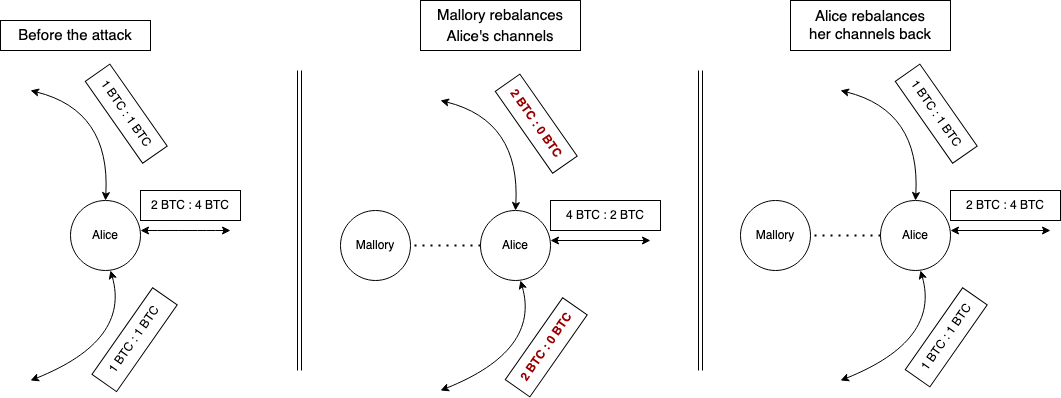 Before the attack
1 BTC : 1 BTC
2 BTC : 4 BTC
Alice
1 BTC : 1 BTC
Mallory rebalances
Alice's channels
2 BTC : 0 BTC
4 BTC : 2 BTC
Mallory
Alice
2 BTC : 0 BTC
Alice rebalances
her channels back
1 BTC : 1 BTC
2 BTC : 4 BTC
Mallory
Alice
1 BTC : 1 BTC